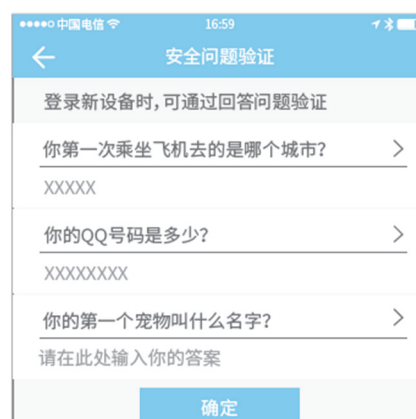 中国电信 16:59
安全问题验证
登录新设备时，可通过回答问题验证
你第一次乘坐飞机去的是哪个城市？
XXXXX
你的QQ号码是多少？
XXXXXXXX
你的第一个宠物叫什么名字？
请在此处输入你的答案
确定